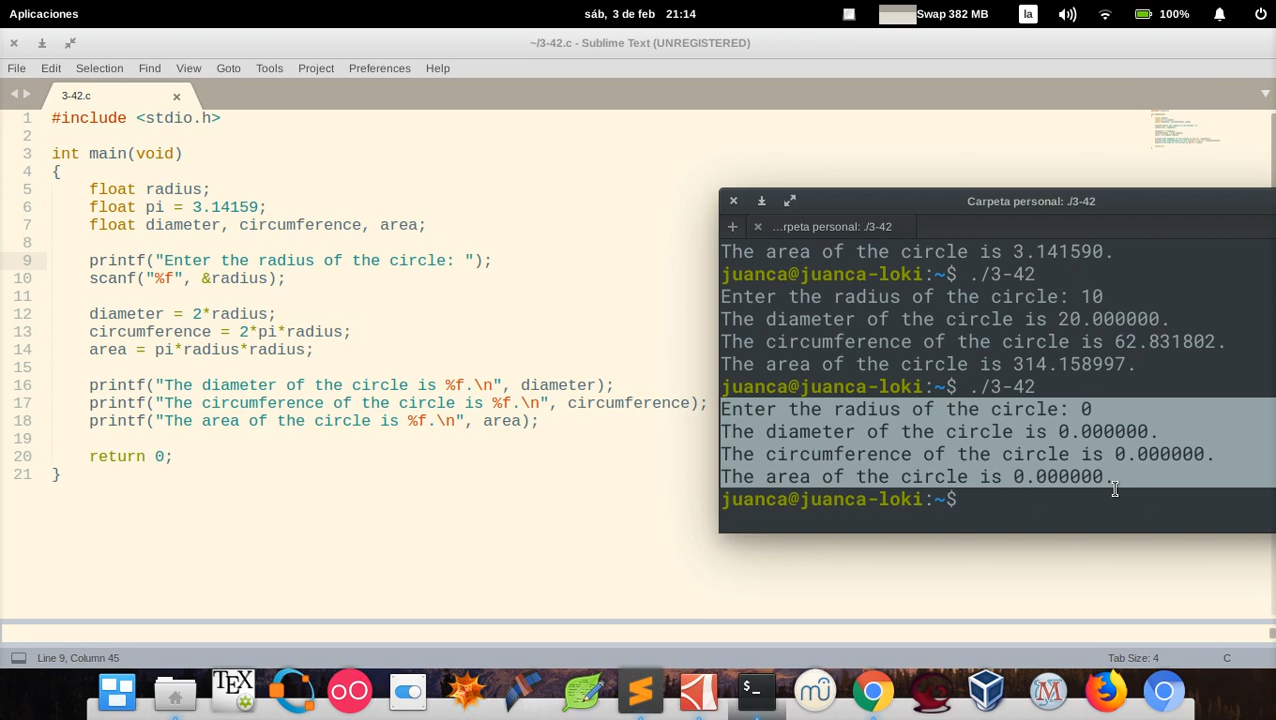 Aplicaciones sáb, 3 de feb 21:14 Swap 382 MB la 100%
~/3-42.c - Sublime Text (UNREGISTERED)
File Edit Selection Find View Goto Tools Project Preferences Help
3-42.c
1 #include <stdio.h>
2
3 int main(void)
4 {
5 float radius;
6 float pi = 3.14159;
7 float diameter, circumference, area;
8
9 printf("Enter the radius of the circle: ");
10 scanf("%f", &radius);
11
12 diameter = 2*radius;
13 circumference = 2*pi*radius;
14 area = pi*radius*radius;
15
16 printf("The diameter of the circle is %f.\n", diameter);
17 printf("The circumference of the circle is %f.\n", circumference);
18 printf("The area of the circle is %f.\n", area);
19
20 return 0;
21 }
Carpeta personal: ./3-42
...rpeta personal: ./3-42
The area of the circle is 3.141590.
juanca@juanca-loki:~$ ./3-42
Enter the radius of the circle: 10
The diameter of the circle is 20.000000.
The circumference of the circle is 62.831802.
The area of the circle is 314.158997.
juanca@juanca-loki:~$ ./3-42
Enter the radius of the circle: 0
The diameter of the circle is 0.000000.
The circumference of the circle is 0.000000.
The area of the circle is 0.000000.
juanca@juanca-loki:~$
Line 9, Column 45 Tab Size: 4 C
TEX
>_
mu
M